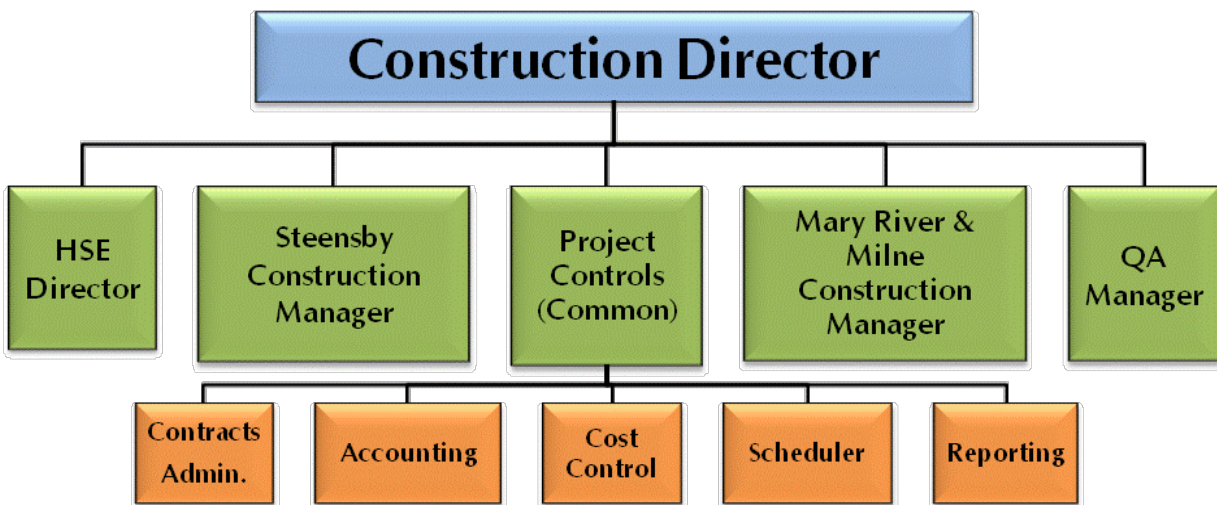 Construction Director
HSE
Director
Steensby
Construction
Manager
Project
Controls
(Common)
Mary River &
Milne
Construction
Manager
QA
Manager
Contracts
Admin.
Accounting
Cost
Control
Scheduler
Reporting